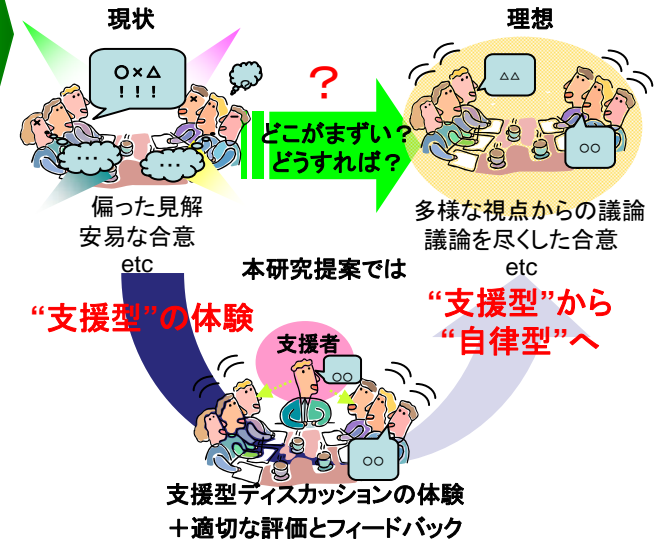 現状
理想
○×△
！！！
？
△△
○○
…
…
どこがまずい？
どうすれば？
偏った見解
安易な合意
etc
多様な視点からの議論
議論を尽くした合意
etc
本研究提案では
“支援型”の体験
“支援型”から
“自律型”へ
支援者
○○
○○
支援型ディスカッションの体験
＋適切な評価とフィードバック